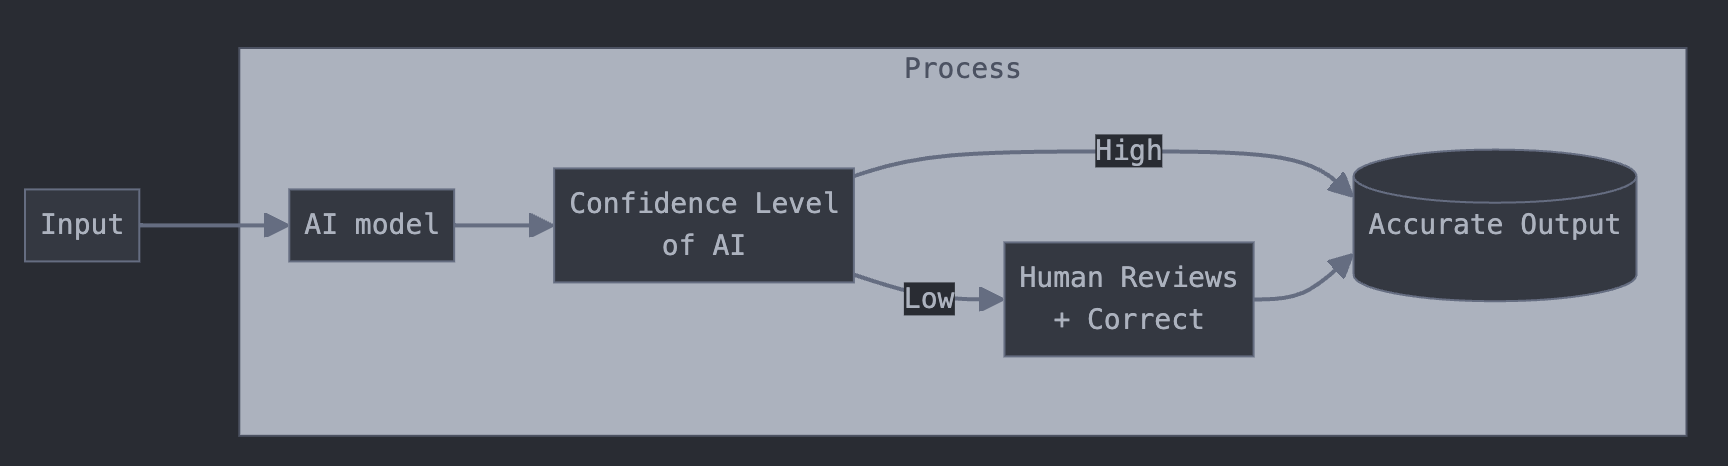 Process
Input
AI model
Confidence Level
of AI
High
Low
Human Reviews
+ Correct
Accurate Output